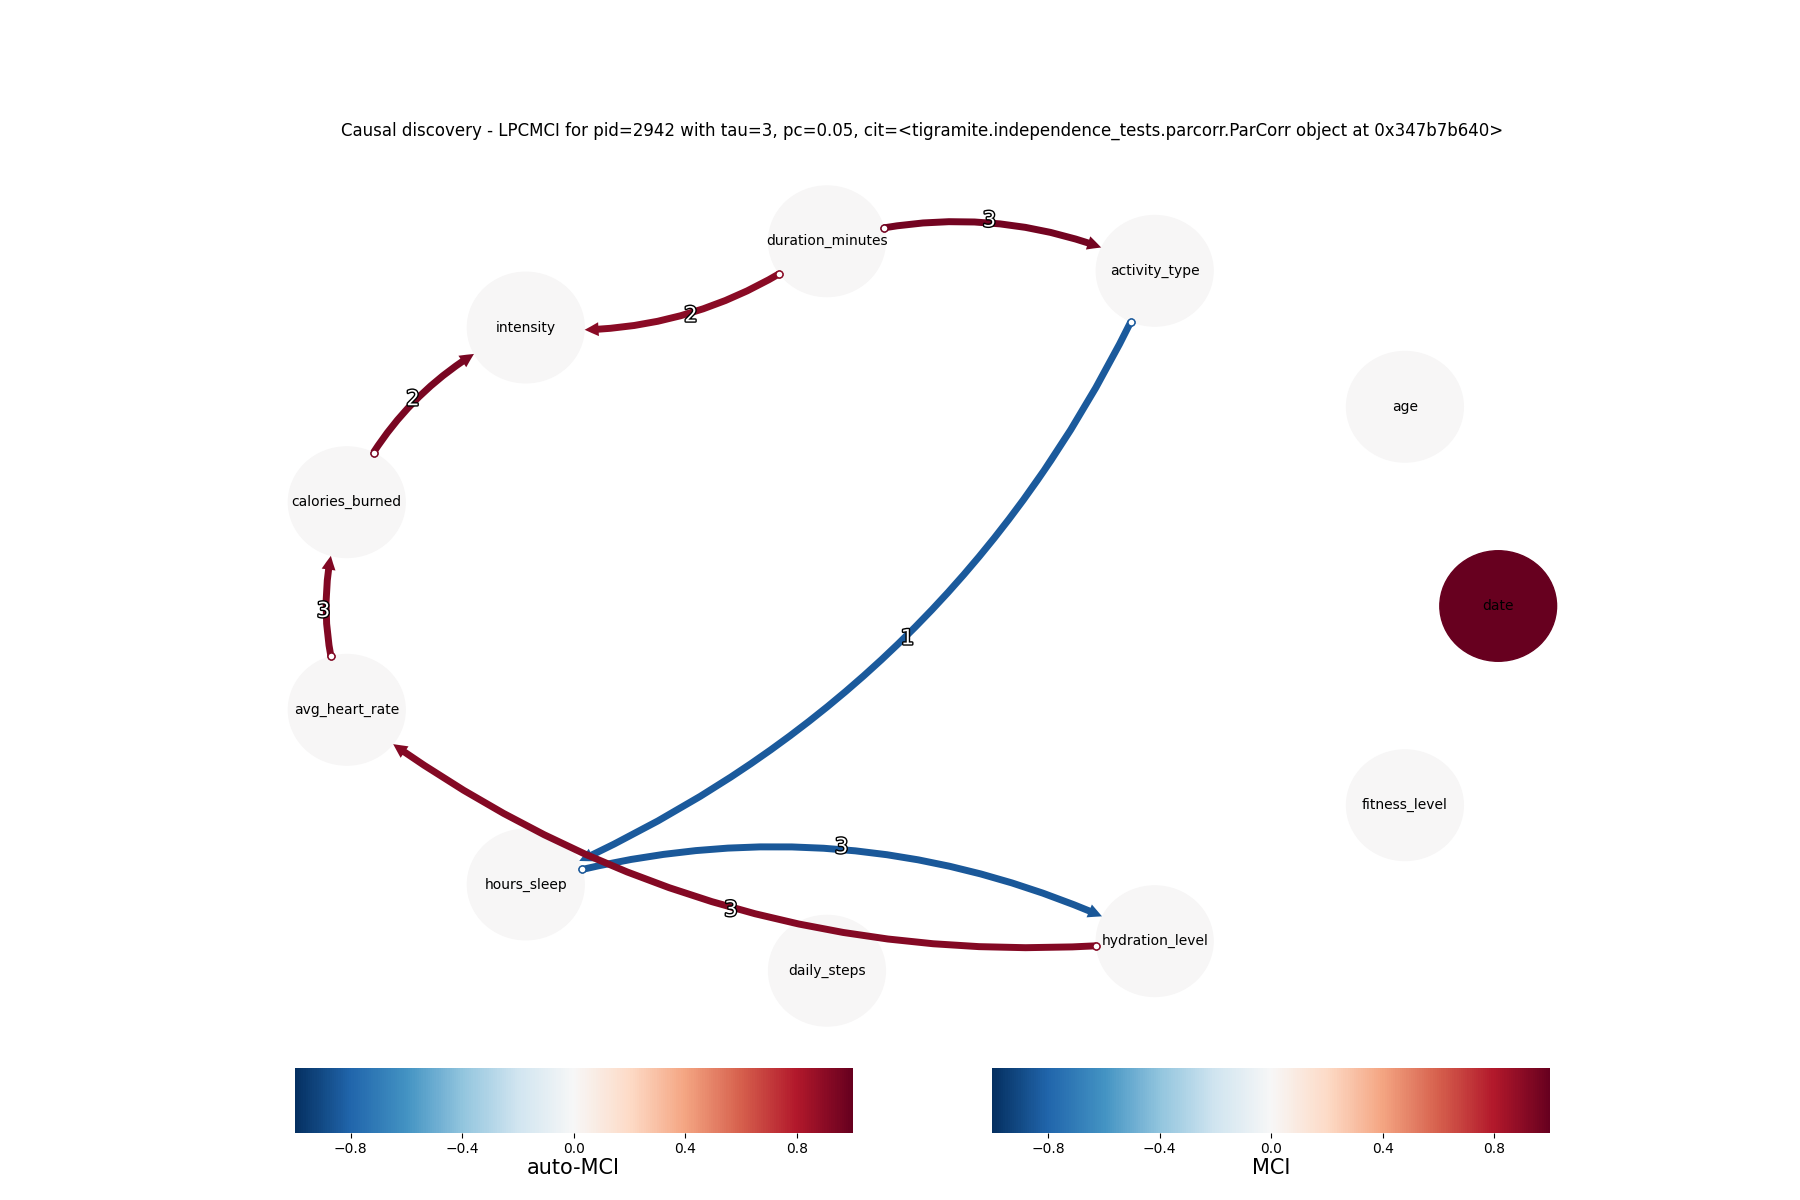 Causal discovery - LPCMCI for pid=2942 with tau=3, pc=0.05, cit=<tigramite.independence_tests.parcorr.ParCorr object at 0x347b7b640>
3
duration_minutes
activity_type
2
intensity
2
age
calories_burned
date
3
1
avg_heart_rate
fitness_level
3
hours_sleep
3
hydration_level
daily_steps
−0.8 −0.4 0.0 0.4 0.8
auto-MCI
−0.8 −0.4 0.0 0.4 0.8
MCI